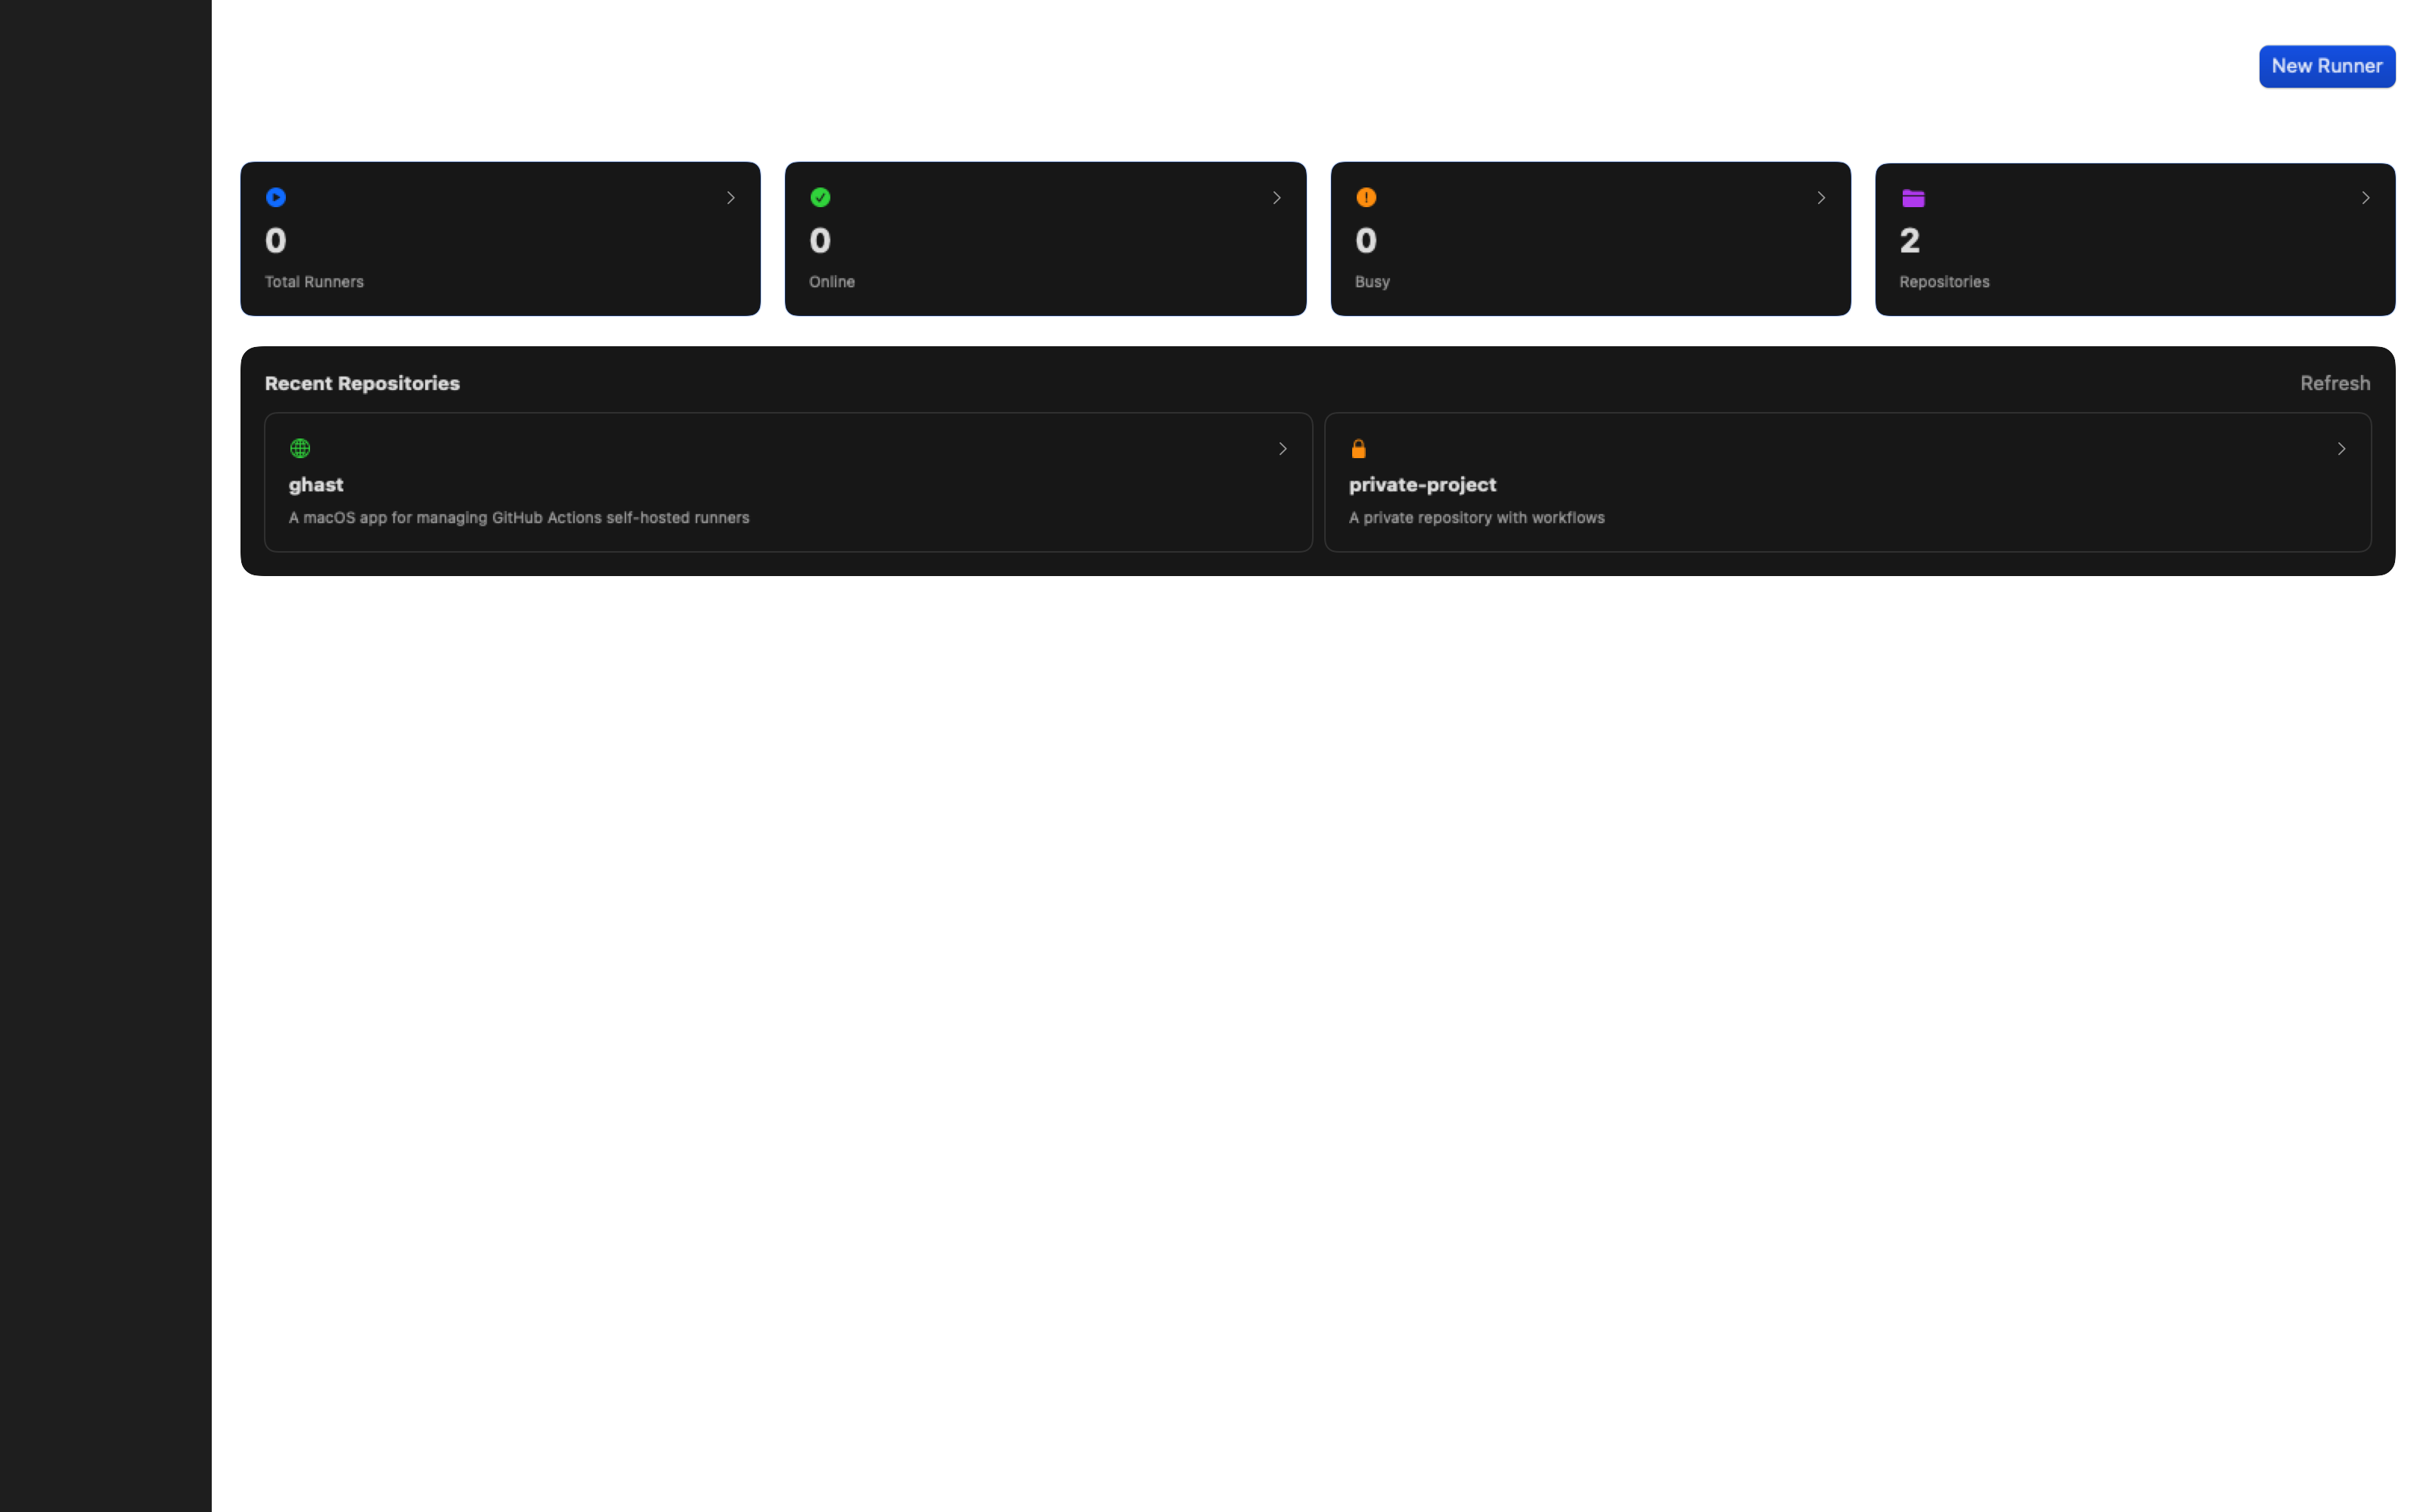 New Runner
0
Total Runners
0
Online
0
Busy
2
Repositories
Recent Repositories
Refresh
ghast
A macOS app for managing GitHub Actions self-hosted runners
private-project
A private repository with workflows